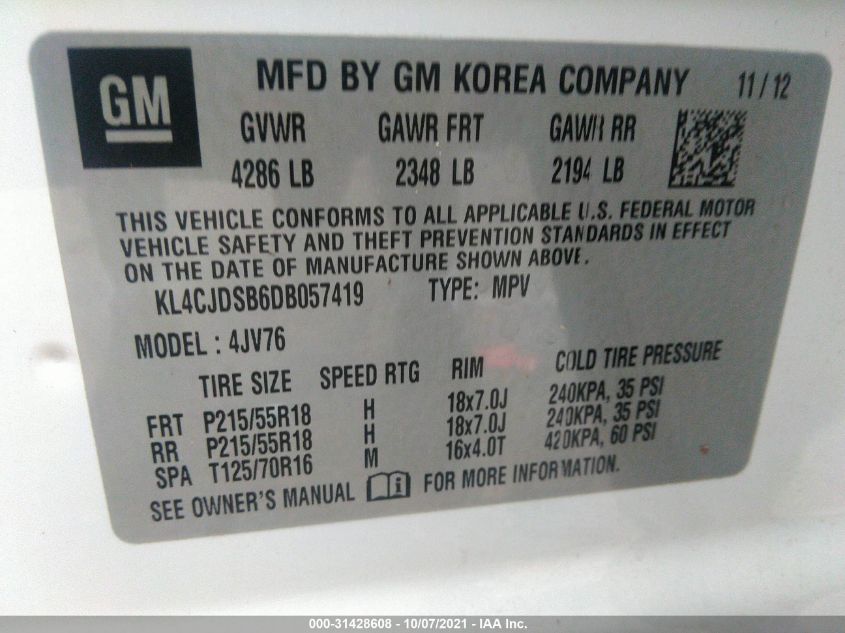 GM
MFD BY GM KOREA COMPANY 11/12
GVWR GAWR FRT GAWR RR
4286 LB 2348 LB 2194 LB
THIS VEHICLE CONFORMS TO ALL APPLICABLE U.S. FEDERAL MOTOR
VEHICLE SAFETY AND THEFT PREVENTION STANDARDS IN EFFECT
ON THE DATE OF MANUFACTURE SHOWN ABOVE.
KL4CJDSB6DB057419 TYPE: MPV
MODEL : 4JV76
TIRE SIZE SPEED RTG RIM COLD TIRE PRESSURE
FRT P215/55R18 H 18x7.0J 240KPA, 35 PSI
RR P215/55R18 H 18x7.0J 240KPA, 35 PSI
SPA T125/70R16 M 16x4.0T 420KPA, 60 PSI
SEE OWNER'S MANUAL i FOR MORE INFORMATION.
000-31428608 - 10/07/2021 - IAA Inc.